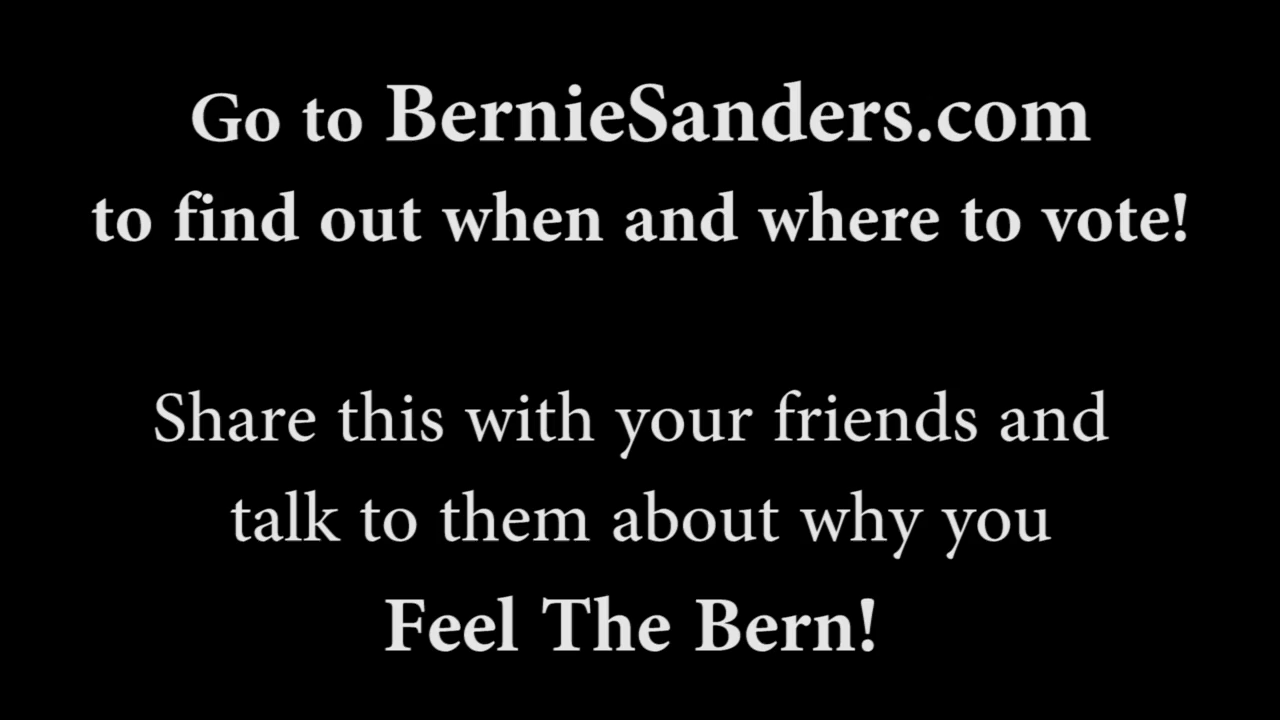 Go to BernieSanders.com
to find out when and where to vote!
Share this with your friends and
talk to them about why you
Feel The Bern!